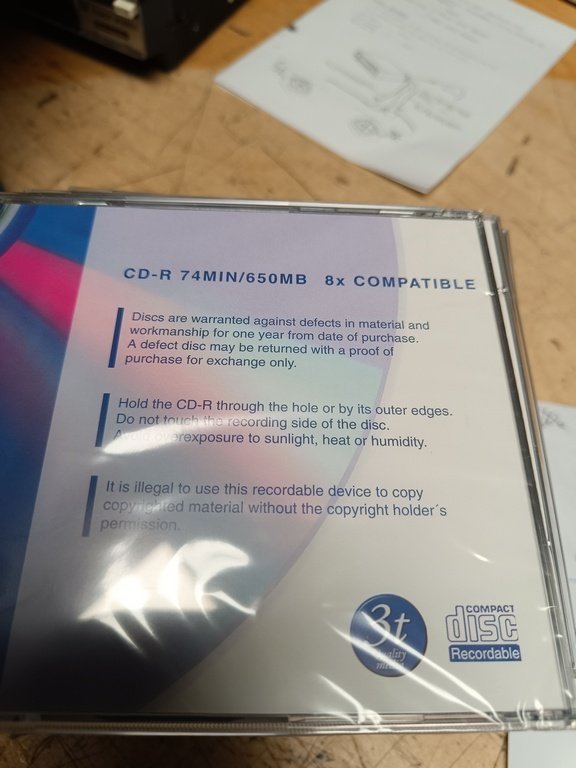 CD-R 74MIN/650MB 8x COMPATIBLE
Discs are warranted against defects in material and
workmanship for one year from date of purchase.
A defect disc may be returned with a proof of
purchase for exchange only.
Hold the CD-R through the hole or by its outer edges.
Do not touch the recording side of the disc.
Avoid overexposure to sunlight, heat or humidity.
It is illegal to use this recordable device to copy
copyrighted material without the copyright holder´s
permission.
3t
quality
media
COMPACT
disc
Recordable